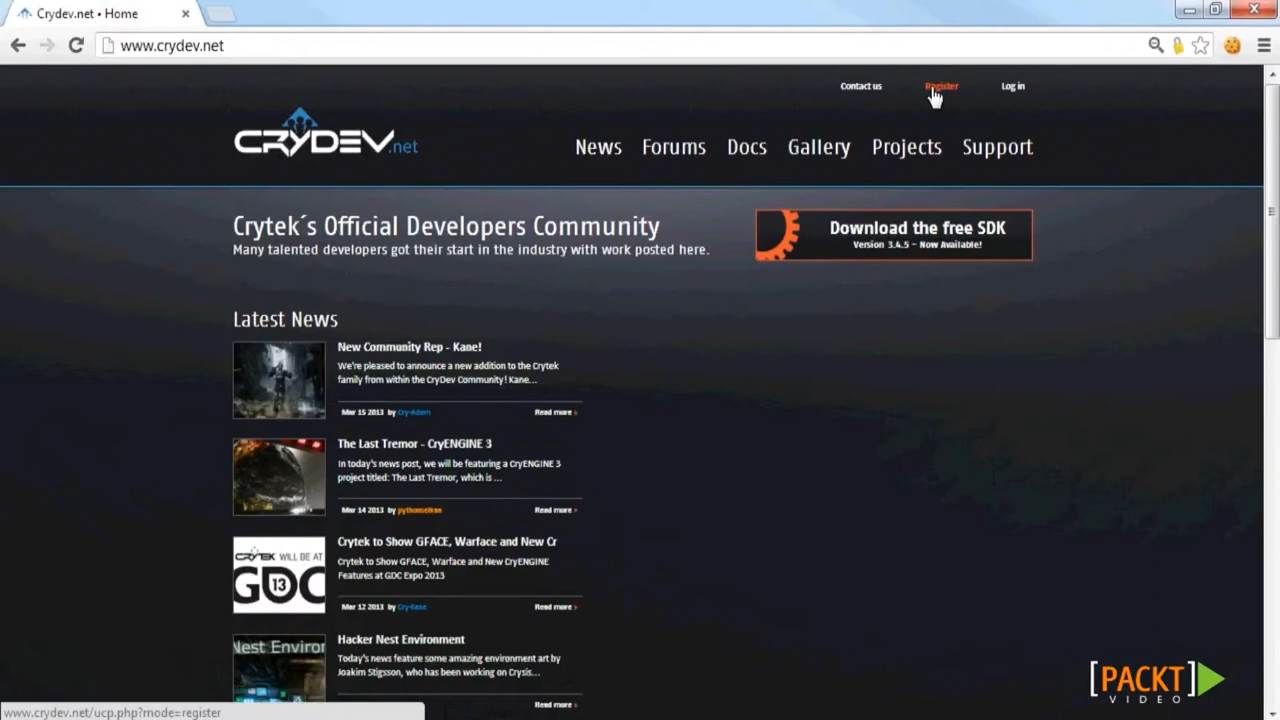 Crydev.net • Home
www.crydev.net
Contact us
Register
Log in
CRYDEV.net
News
Forums
Docs
Gallery
Projects
Support
Crytek´s Official Developers Community
Many talented developers got their start in the industry with work posted here.
Download the free SDK
Version 3.4.5 – Now Available!
Latest News
New Community Rep - Kane!
We're pleased to announce a new addition to the Crytek
family from within the CryDev Community! Kane...
Mar 15 2013 by Cry-Adam
Read more »
The Last Tremor - CryENGINE 3
In today's news post, we will be featuring a CryENGINE 3
project titled: The Last Tremor, which is ...
Mar 14 2013 by
Read more »
CRYTEK WILL BE AT
GDC
13
Crytek to Show GFACE, Warface and New Cr
Crytek to Show GFACE, Warface and New CryENGINE
Features at GDC Expo 2013
Mar 12 2013 by Cry-Kane
Read more »
Nest Enviror
Hacker Nest Environment
Today's news feature some amazing environment art by
Joakim Stigsson, who has been working on Crysis...
Read more »
[PACKT]
VIDEO
www.crydev.net/ucp.php?mode=register